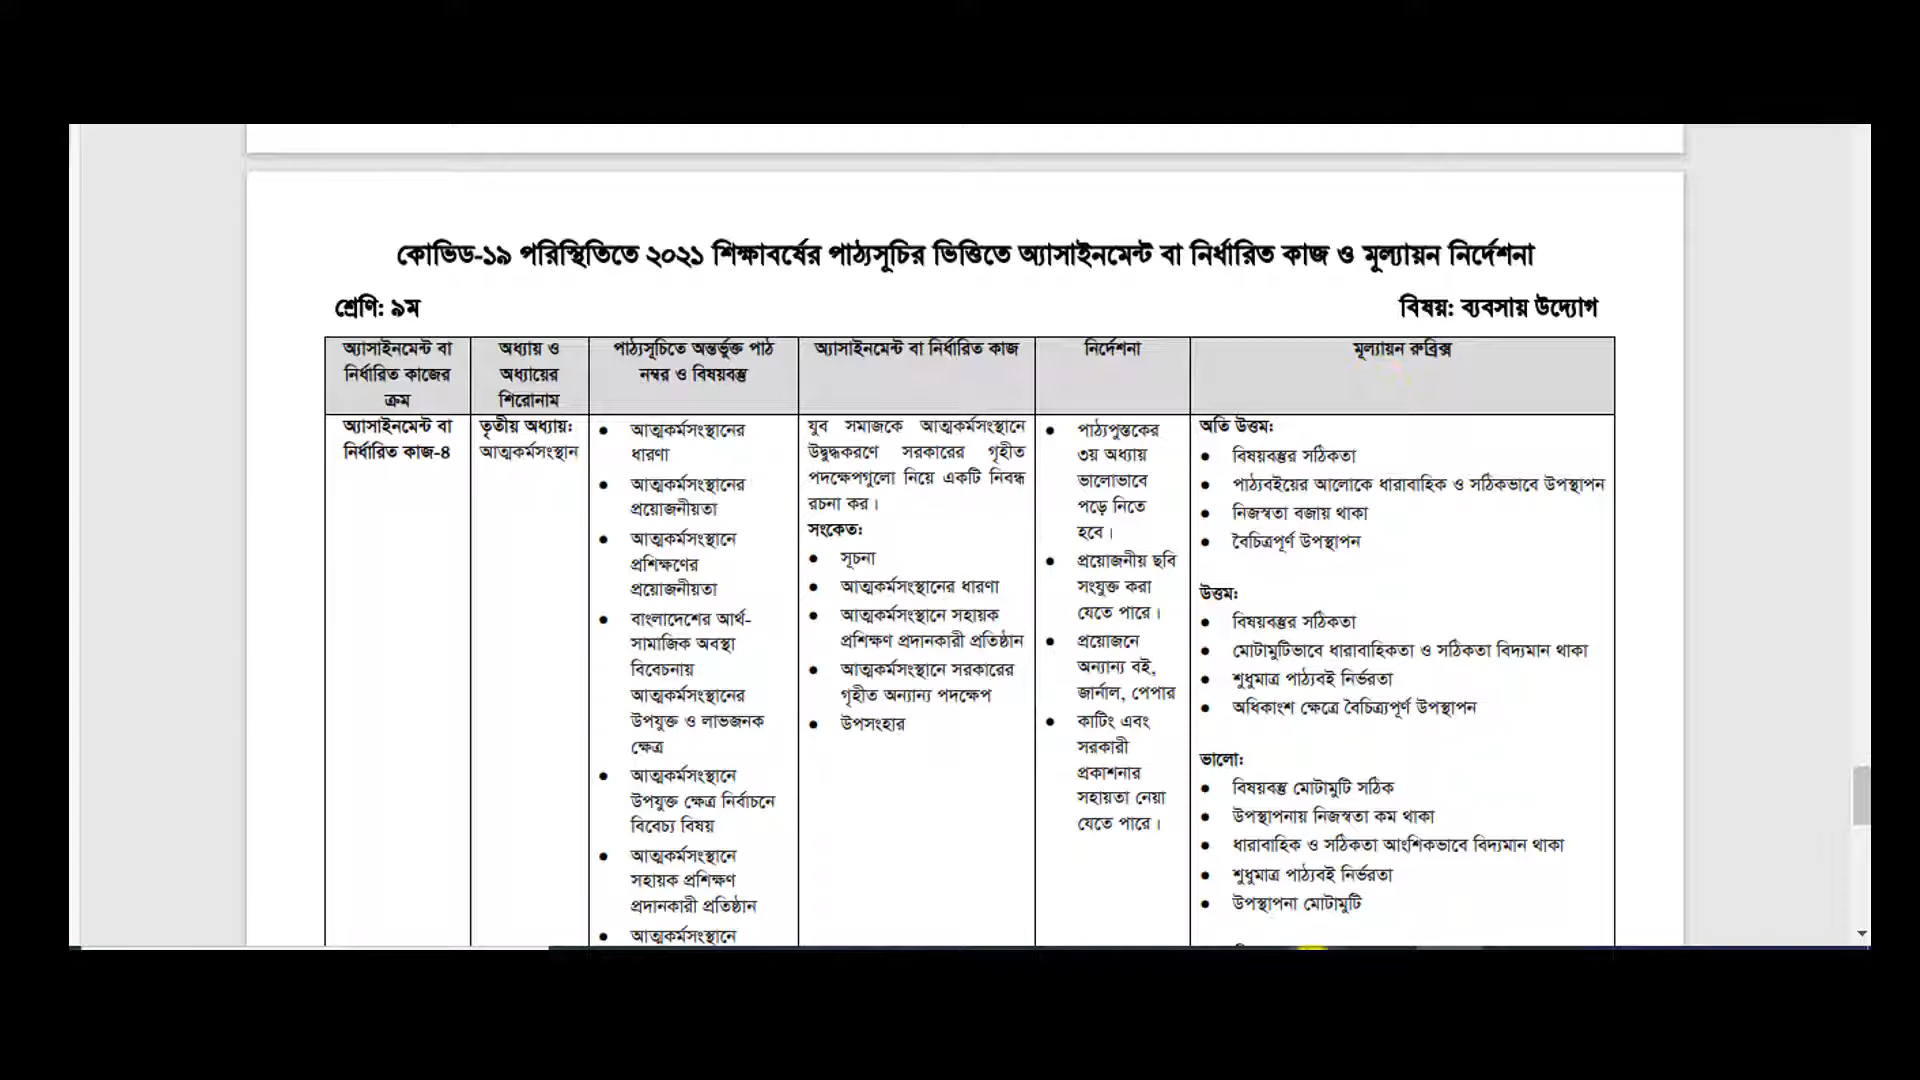 কোভিড-১৯ পরিস্থিতিতে ২০২১ শিক্ষাবর্ষের পাঠ্যসূচির ভিত্তিতে অ্যাসাইনমেন্ট বা নির্ধারিত কাজ ও মূল্যায়ন নির্দেশনা
শ্রেণি: ৯ম
বিষয়: ব্যবসায় উদ্যোগ
অ্যাসাইনমেন্ট বা
নির্ধারিত কাজের
ক্রম
অধ্যায় ও
অধ্যায়ের
শিরোনাম
পাঠ্যসূচিতে অন্তর্ভুক্ত পাঠ
নম্বর ও বিষয়বস্তু
অ্যাসাইনমেন্ট বা নির্ধারিত কাজ
নির্দেশনা
মূল্যায়ন রুব্রিক্স
অ্যাসাইনমেন্ট বা
নির্ধারিত কাজ-৪
তৃতীয় অধ্যায়:
আত্মকর্মসংস্থান
● আত্মকর্মসংস্থানের
ধারণা
● আত্মকর্মসংস্থানের
প্রয়োজনীয়তা
● আত্মকর্মসংস্থানে
প্রশিক্ষণের
প্রয়োজনীয়তা
● বাংলাদেশের আর্থ-
সামাজিক অবস্থা
বিবেচনায়
আত্মকর্মসংস্থানের
উপযুক্ত ও লাভজনক
ক্ষেত্র
● আত্মকর্মসংস্থানে
উপযুক্ত ক্ষেত্র নির্বাচনে
বিবেচ্য বিষয়
● আত্মকর্মসংস্থানে
সহায়ক প্রশিক্ষণ
প্রদানকারী প্রতিষ্ঠান
● আত্মকর্মসংস্থানে
যুব সমাজকে আত্মকর্মসংস্থানে
উদ্বুদ্ধকরণে সরকারের গৃহীত
পদক্ষেপগুলো নিয়ে একটি নিবন্ধ
রচনা কর।
সংকেত:
● সূচনা
● আত্মকর্মসংস্থানের ধারণা
● আত্মকর্মসংস্থানে সহায়ক
প্রশিক্ষণ প্রদানকারী প্রতিষ্ঠান
● আত্মকর্মসংস্থানে সরকারের
গৃহীত অন্যান্য পদক্ষেপ
● উপসংহার
● পাঠ্যপুস্তকের
৩য় অধ্যায়
ভালোভাবে
পড়ে নিতে
হবে।
● প্রয়োজনীয় ছবি
সংযুক্ত করা
যেতে পারে।
● প্রয়োজনে
অন্যান্য বই,
জার্নাল, পেপার
● কাটিং এবং
সরকারী
প্রকাশনার
সহায়তা নেয়া
যেতে পারে।
অতি উত্তম:
● বিষয়বস্তুর সঠিকতা
● পাঠ্যবইয়ের আলোকে ধারাবাহিক ও সঠিকভাবে উপস্থাপন
● নিজস্বতা বজায় থাকা
● বৈচিত্রপূর্ণ উপস্থাপন
উত্তম:
● বিষয়বস্তুর সঠিকতা
● মোটামুটিভাবে ধারাবাহিকতা ও সঠিকতা বিদ্যমান থাকা
● শুধুমাত্র পাঠ্যবই নির্ভরতা
● অধিকাংশ ক্ষেত্রে বৈচিত্র্যপূর্ণ উপস্থাপন
ভালো:
● বিষয়বস্তু মোটামুটি সঠিক
● উপস্থাপনায় নিজস্বতা কম থাকা
● ধারাবাহিক ও সঠিকতা আংশিকভাবে বিদ্যমান থাকা
● শুধুমাত্র পাঠ্যবই নির্ভরতা
● উপস্থাপনা মোটামুটি